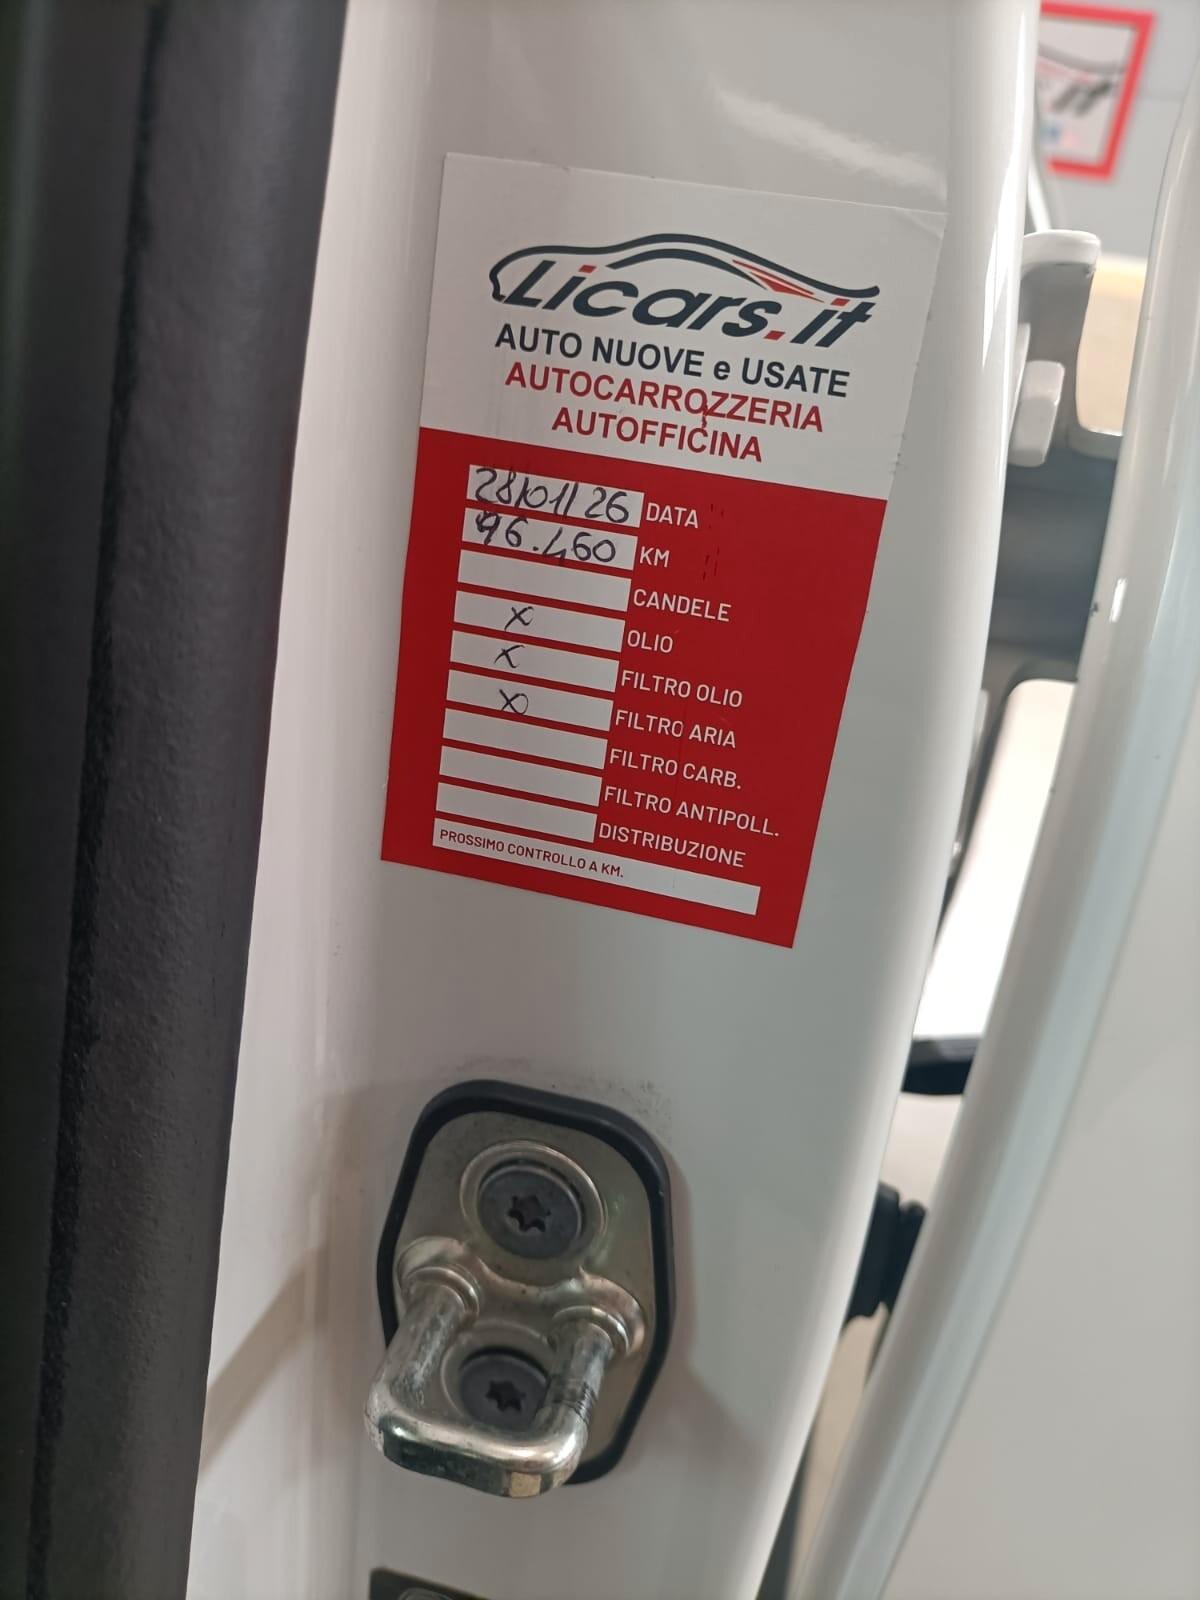 Licars.it
AUTO NUOVE e USATE
AUTOCARROZZERIA
AUTOFFICINA
28/01/26 DATA
96.460 KM
CANDELE
x OLIO
x FILTRO OLIO
x FILTRO ARIA
FILTRO CARB.
FILTRO ANTIPOLL.
DISTRIBUZIONE
PROSSIMO CONTROLLO A KM.